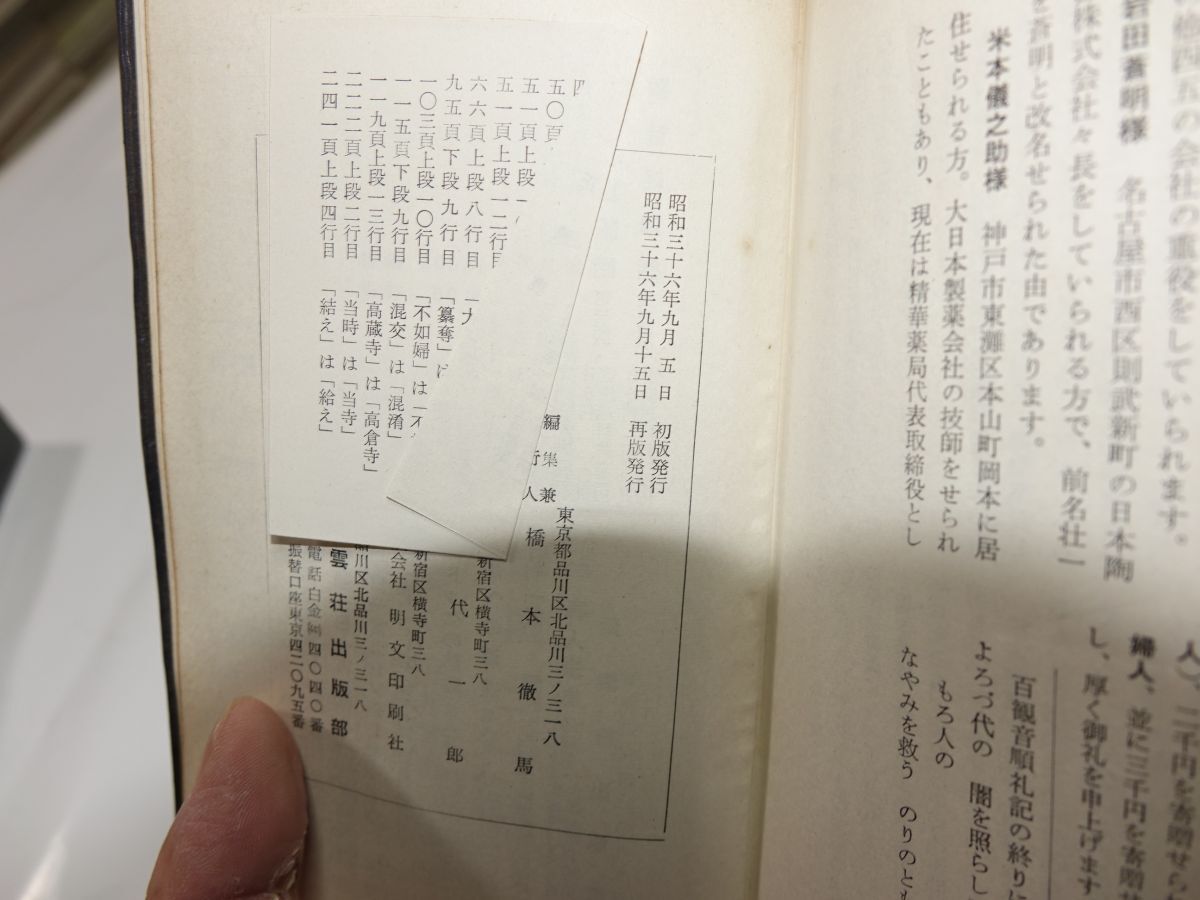 の会社の重役をしていられます。
岩田蒼明様　名古屋市西区則武新町の日本陶
株式会社々長をしていられる方で、前名壮一
を蒼明と改名せられた由であります。
米本儀之助様　神戸市東灘区本山町岡本に居
住せられる方。大日本製薬会社の技師をせられ
たこともあり、現在は精華薬局代表取締役とし
人)、二千円を寄贈せら
婦人、並に三千円を寄贈
し、厚く御礼を申上げます
百観音順礼記の終りに
よろづ代の　闇を照らし
もろ人の
なやみを救う　のりのとも
昭和三十六年九月　五　日　初版発行
昭和三十六年九月十五日　再版発行
東京都品川区北品川三ノ三一八
編集兼
行人　橋本徹馬
新宿区横寺町三八
代一郎
新宿区横寺町三八
会社　明文印刷社
川区北品川三ノ三一八
雲荘出版部
電話白金㈹四〇四〇番
振替口座東京四二〇九五番
五〇頁
五一頁上段一
五一頁上段一二行目
六六頁上段八行目
九五頁下段九行目　「纂奪」は
一〇三頁上段一〇行目　「不如婦」は「不
一一五頁下段九行目　「混交」は「混淆」
一一九頁上段一三行目　「高蔵寺」は「高倉寺」
二二二頁上段二行目　「当時」は「当寺」
二四一頁上段四行目　「結え」は「給え」